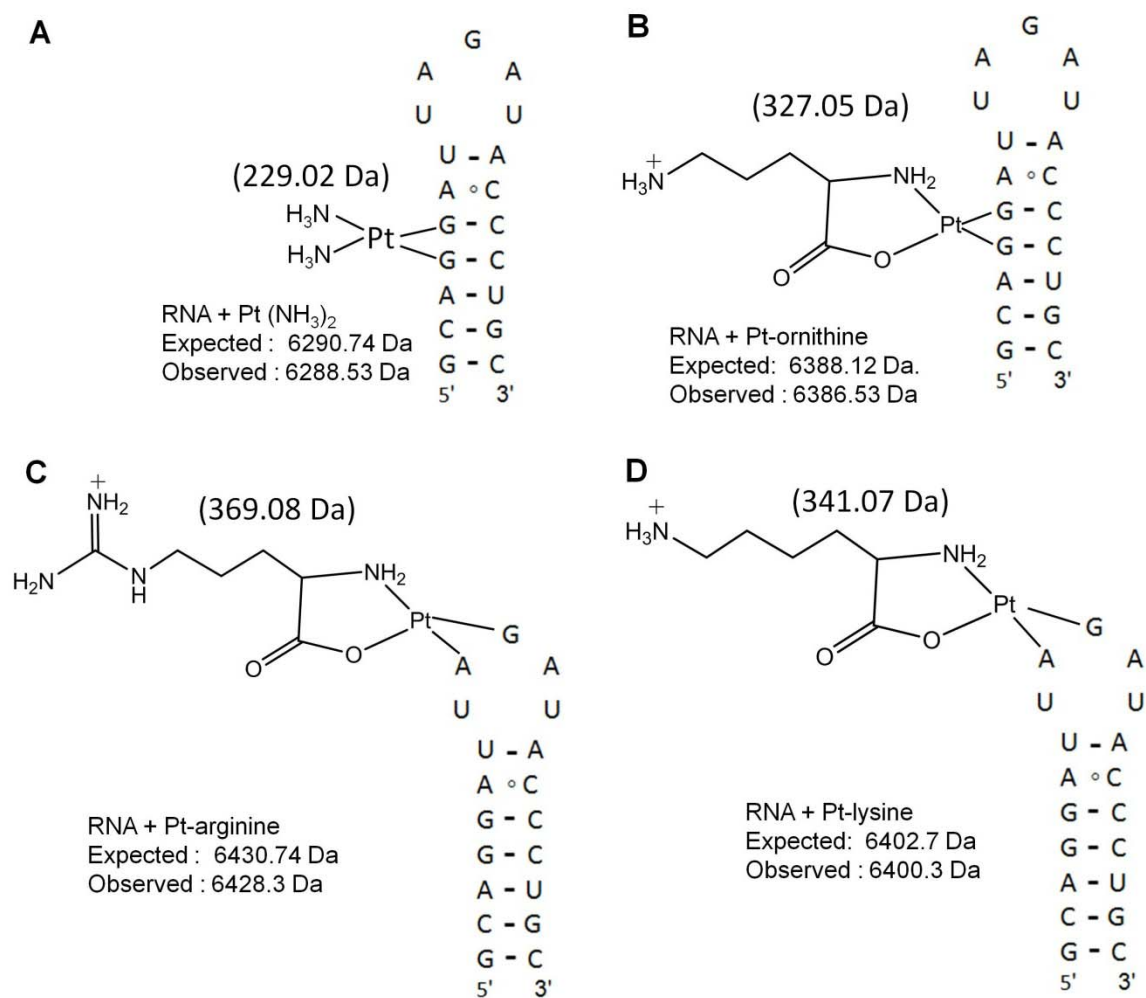 A
G
A A
U U
(229.02 Da)
U - A
A ∘ C
H₃N
H₃N
Pt
G - C
G - C
A - U
C - G
G - C
5' 3'
RNA + Pt (NH₃)₂
Expected : 6290.74 Da
Observed : 6288.53 Da
B
G
A A
U U
(327.05 Da)
U - A
A ∘ C
+
H₃N
NH₂
Pt
O
O
G - C
G - C
A - U
C - G
G - C
5' 3'
RNA + Pt-ornithine
Expected: 6388.12 Da.
Observed : 6386.53 Da
C
+
NH₂
(369.08 Da)
H₂N
N
H
NH₂
Pt
G
O
O
A A
U U
U - A
A ∘ C
G - C
G - C
A - U
C - G
G - C
5' 3'
RNA + Pt-arginine
Expected : 6430.74 Da
Observed : 6428.3 Da
D
+
H₃N
(341.07 Da)
NH₂
Pt
G
O
O
A A
U U
U - A
A ∘ C
G - C
G - C
A - U
C - G
G - C
5' 3'
RNA + Pt-lysine
Expected: 6402.7 Da
Observed : 6400.3 Da